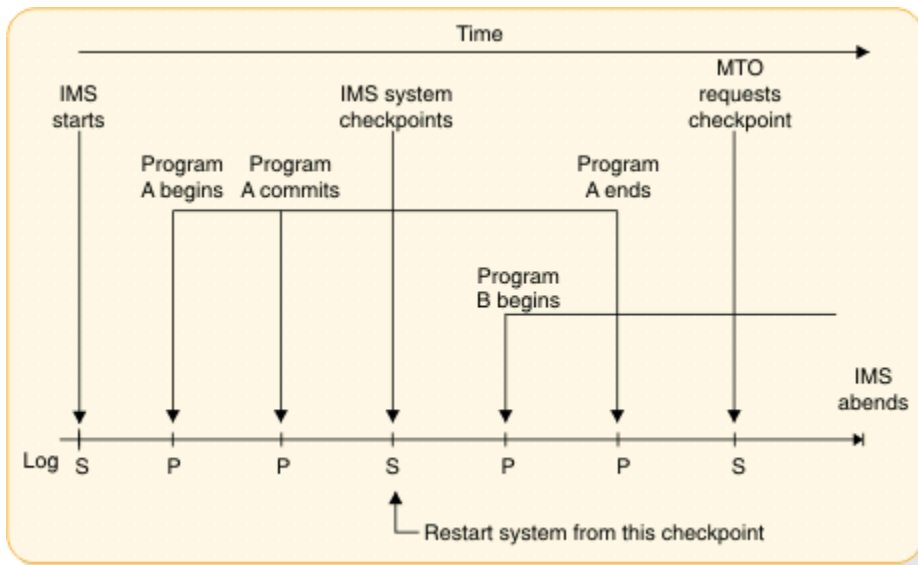 Time
IMS
starts
IMS system
checkpoints
MTO
requests
checkpoint
Program
A begins
Program
A commits
Program
A ends
Program
B begins
IMS
abends
Log S P P S P P S
Restart system from this checkpoint